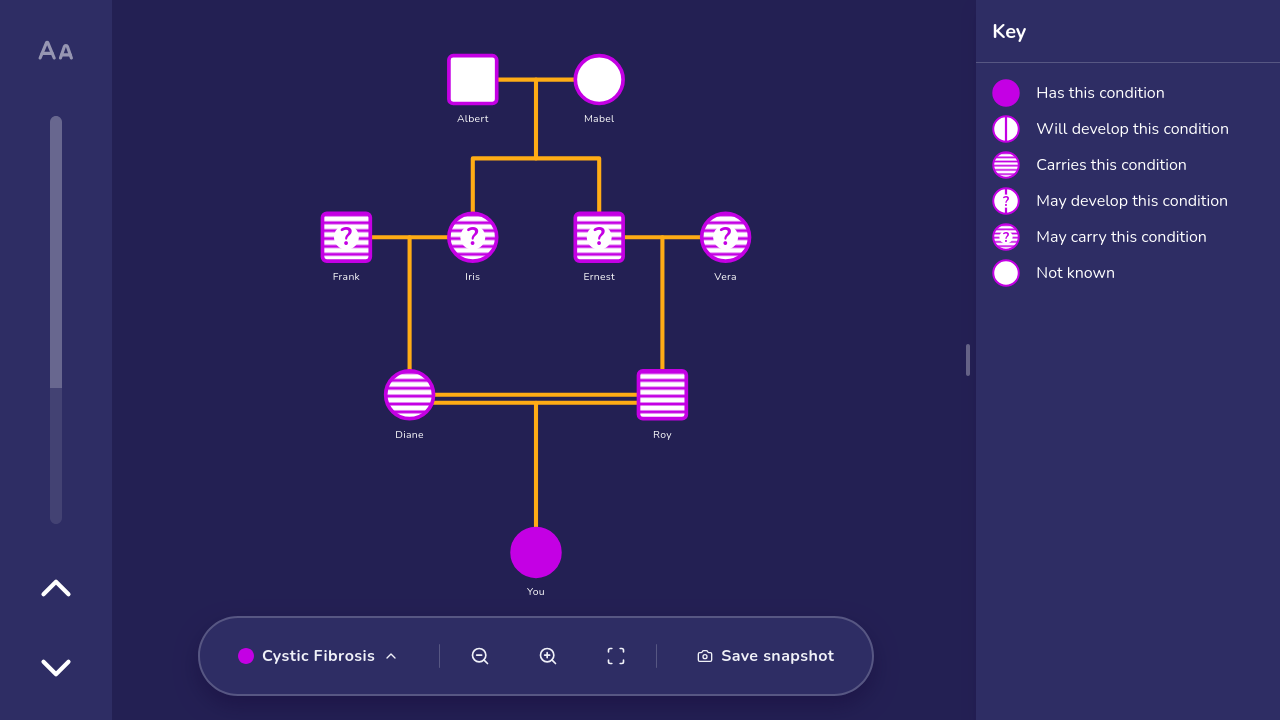 AA
Albert
Mabel
?
?
?
?
Frank
Iris
Ernest
Vera
Diane
Roy
You
Cystic Fibrosis
Save snapshot
Key
Has this condition
Will develop this condition
Carries this condition
? May develop this condition
? May carry this condition
Not known